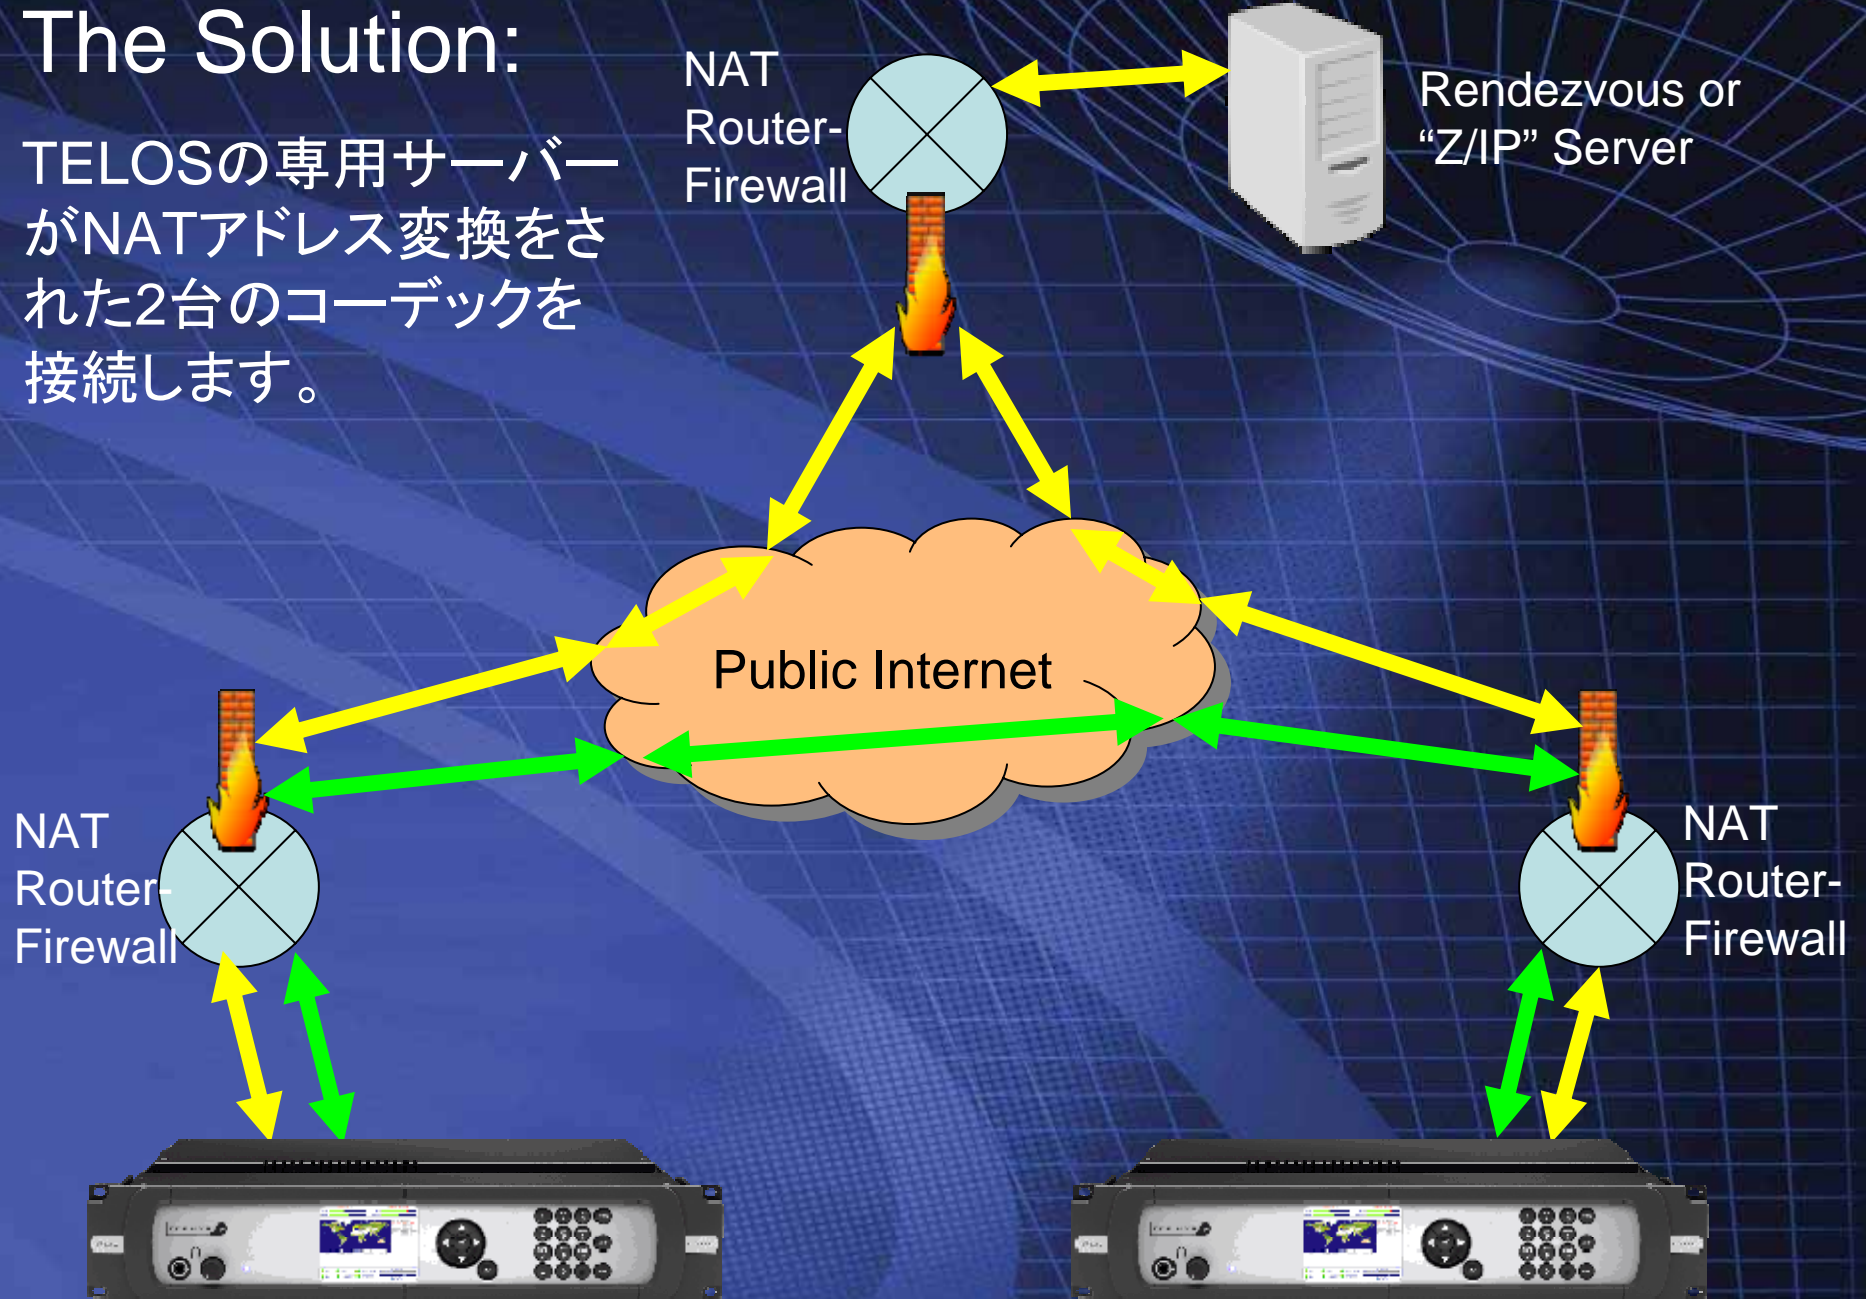 The Solution:
TELOSの専用サーバー
がNATアドレス変換をさ
れた2台のコーデックを
接続します。
NAT
Router-
Firewall
Rendezvous or
“Z/IP” Server
Public Internet
NAT
Router-
Firewall
NAT
Router-
Firewall